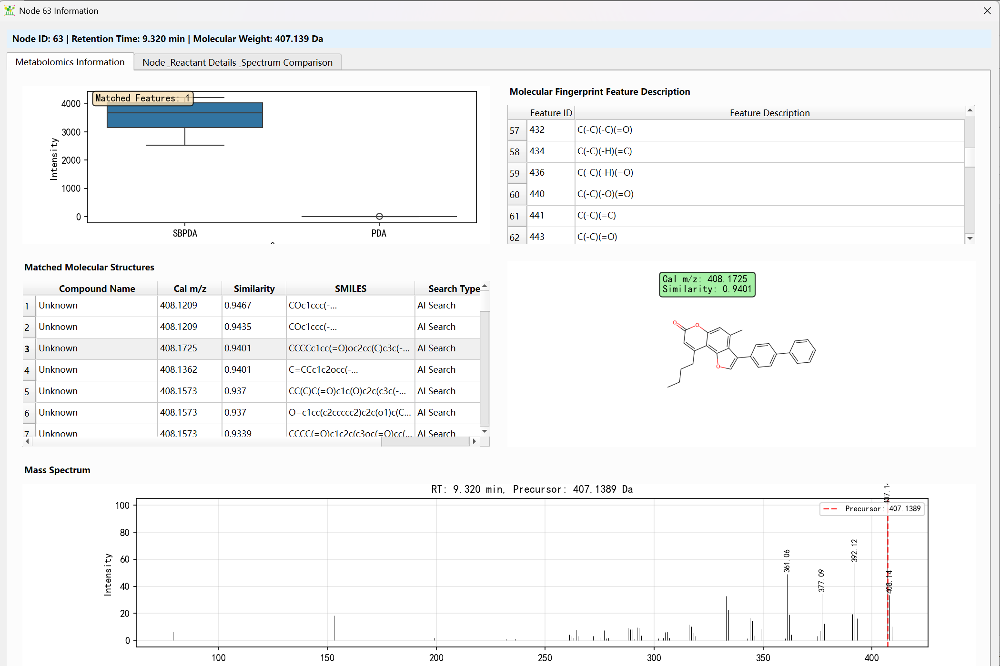 Node 63 Information
Node ID: 63 | Retention Time: 9.320 min | Molecular Weight: 407.139 Da
Metabolomics Information
Node _Reactant Details _Spectrum Comparison
Matched Features: 1
4000
3000
2000
1000
0
Intensity
SBPDA
PDA
Molecular Fingerprint Feature Description
Feature ID Feature Description
57 432 C(-C)(-C)(=O)
58 434 C(-C)(-H)(=C)
59 436 C(-C)(-H)(=O)
60 440 C(-C)(-O)(=O)
61 441 C(-C)(=C)
62 443 C(-C)(=O)
Matched Molecular Structures
Compound Name Cal m/z Similarity SMILES Search Type
1 Unknown 408.1209 0.9467 COc1ccc(-... AI Search
2 Unknown 408.1209 0.9435 COc1ccc(-... AI Search
3 Unknown 408.1725 0.9401 CCCCc1cc(=O)oc2cc(C)c3c(-... AI Search
4 Unknown 408.1362 0.9401 C=CCc1c2occ(-... AI Search
5 Unknown 408.1573 0.937 CC(C)C(=O)c1c(O)c2c(c3c(-... AI Search
6 Unknown 408.1573 0.937 O=c1cc(c2ccccc2)c2c(o1)c(C... AI Search
7 Unknown 408.1573 0.9339 CCCC(=O)c1c2c(c3oc(=O)cc(... AI Search
Cal m/z: 408.1725
Similarity: 0.9401
O
O
O
Mass Spectrum
RT: 9.320 min, Precursor: 407.1389 Da
Precursor: 407.1389
100
80
60
40
20
0
Intensity
361.06
377.09
392.12
407.14
408.14
100
150
200
250
300
350
400